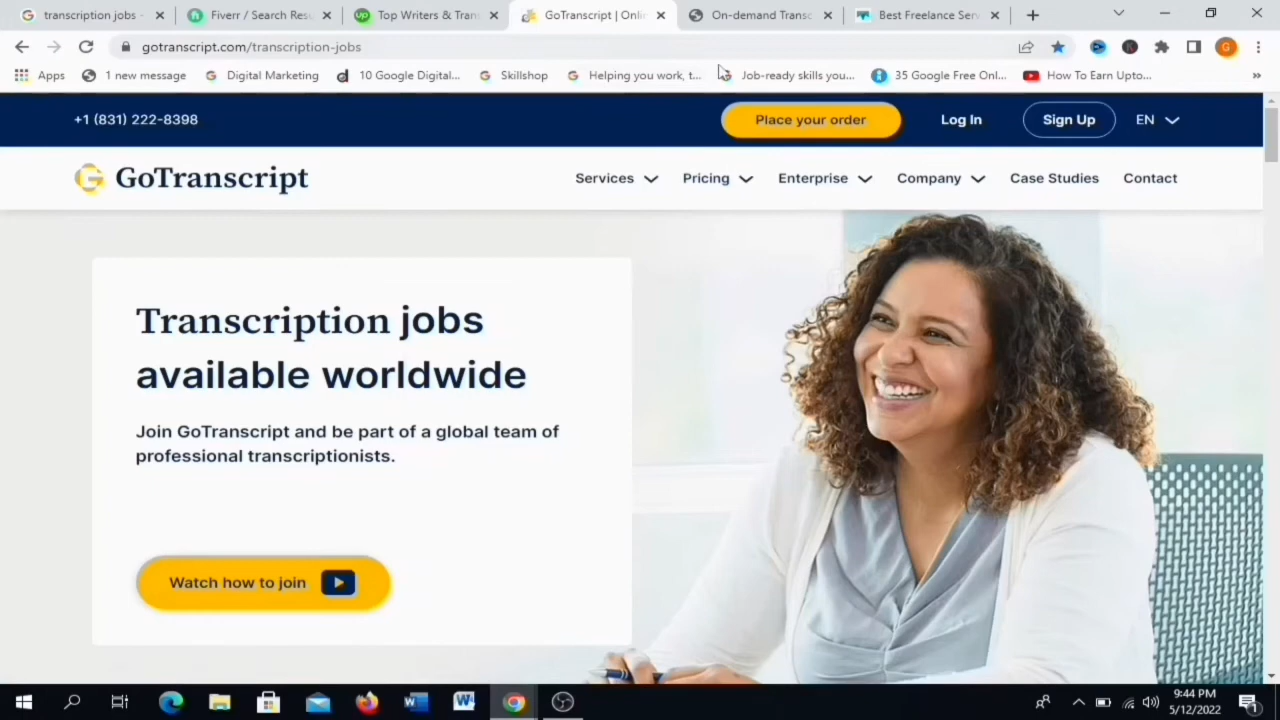 transcription jobs -
Fiverr / Search Resu
Top Writers & Trans
GoTranscript | Onlin
On-demand Transc
Best Freelance Serv
gotranscript.com/transcription-jobs
G
Apps
1 new message
Digital Marketing
10 Google Digital...
Skillshop
Helping you work, t...
Job-ready skills you...
35 Google Free Onl...
How To Earn Upto...
+1 (831) 222-8398
Place your order
Log In
Sign Up
EN
GoTranscript
Services
Pricing
Enterprise
Company
Case Studies
Contact
Transcription jobs
available worldwide
Join GoTranscript and be part of a global team of
professional transcriptionists.
Watch how to join
9:44 PM
5/12/2022